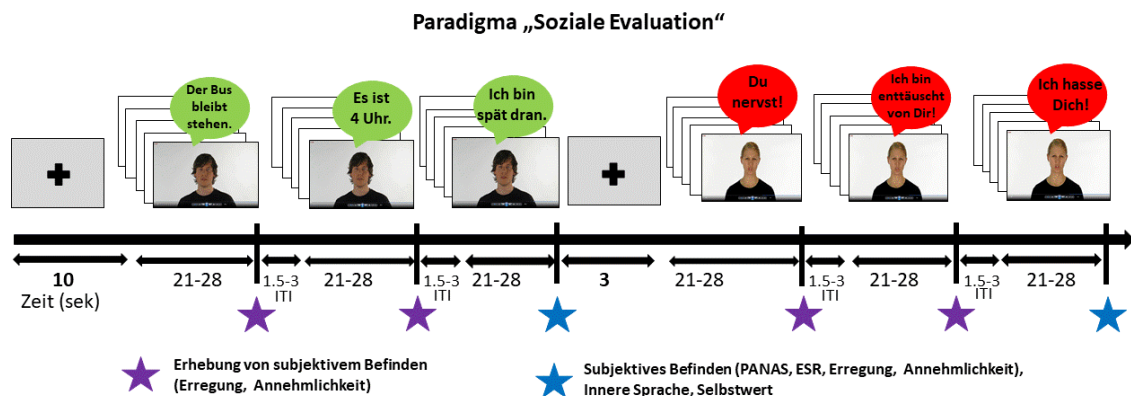 Paradigma „Soziale Evaluation“
Der Bus
bleibt
stehen.
Es ist
4 Uhr.
Ich bin
spät dran.
Du
nervst!
Ich bin
enttäuscht
von Dir!
Ich hasse
Dich!
10
21-28
1.5-3
ITI
21-28
1.5-3
ITI
21-28
3
21-28
1.5-3
ITI
21-28
1.5-3
ITI
21-28
Zeit (sek)
Erhebung von subjektivem Befinden
(Erregung, Annehmlichkeit)
Subjektives Befinden (PANAS, ESR, Erregung, Annehmlichkeit),
Innere Sprache, Selbstwert